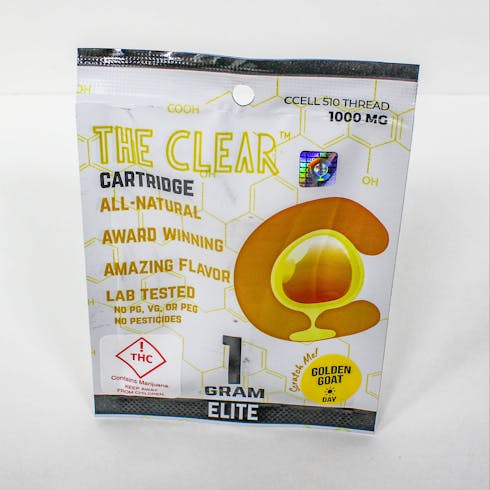 CCELL 510 THREAD
1000 MG
COOH
THE CLEAR™
CARTRIDGE
ALL-NATURAL
AWARD WINNING
AMAZING FLAVOR
LAB TESTED
NO PG, VG, OR PEG
NO PESTICIDES
OH
OH
!
THC
Contains Marijuana
KEEP AWAY
FROM CHILDREN
1
GRAM
ELITE
Scratch Me!
GOLDEN
GOAT
DAY